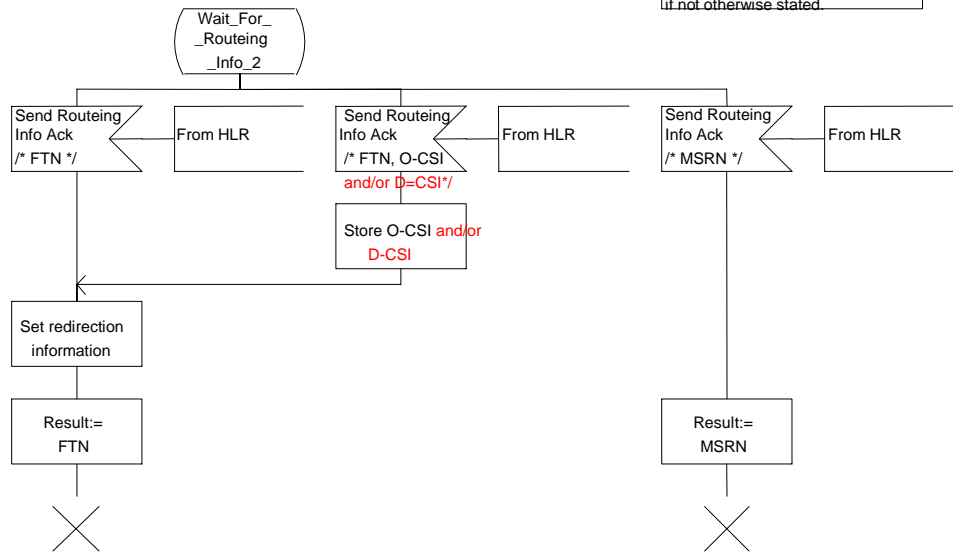 if not otherwise stated.
Wait_For_
_Routeing
_Info_2
Send Routeing
Info Ack
/* FTN */
From HLR
Send Routeing
Info Ack
/* FTN, O-CSI
and/or D=CSI*/
From HLR
Send Routeing
Info Ack
/* MSRN */
From HLR
Store O-CSI and/or
D-CSI
Set redirection
information
Result:=
FTN
Result:=
MSRN